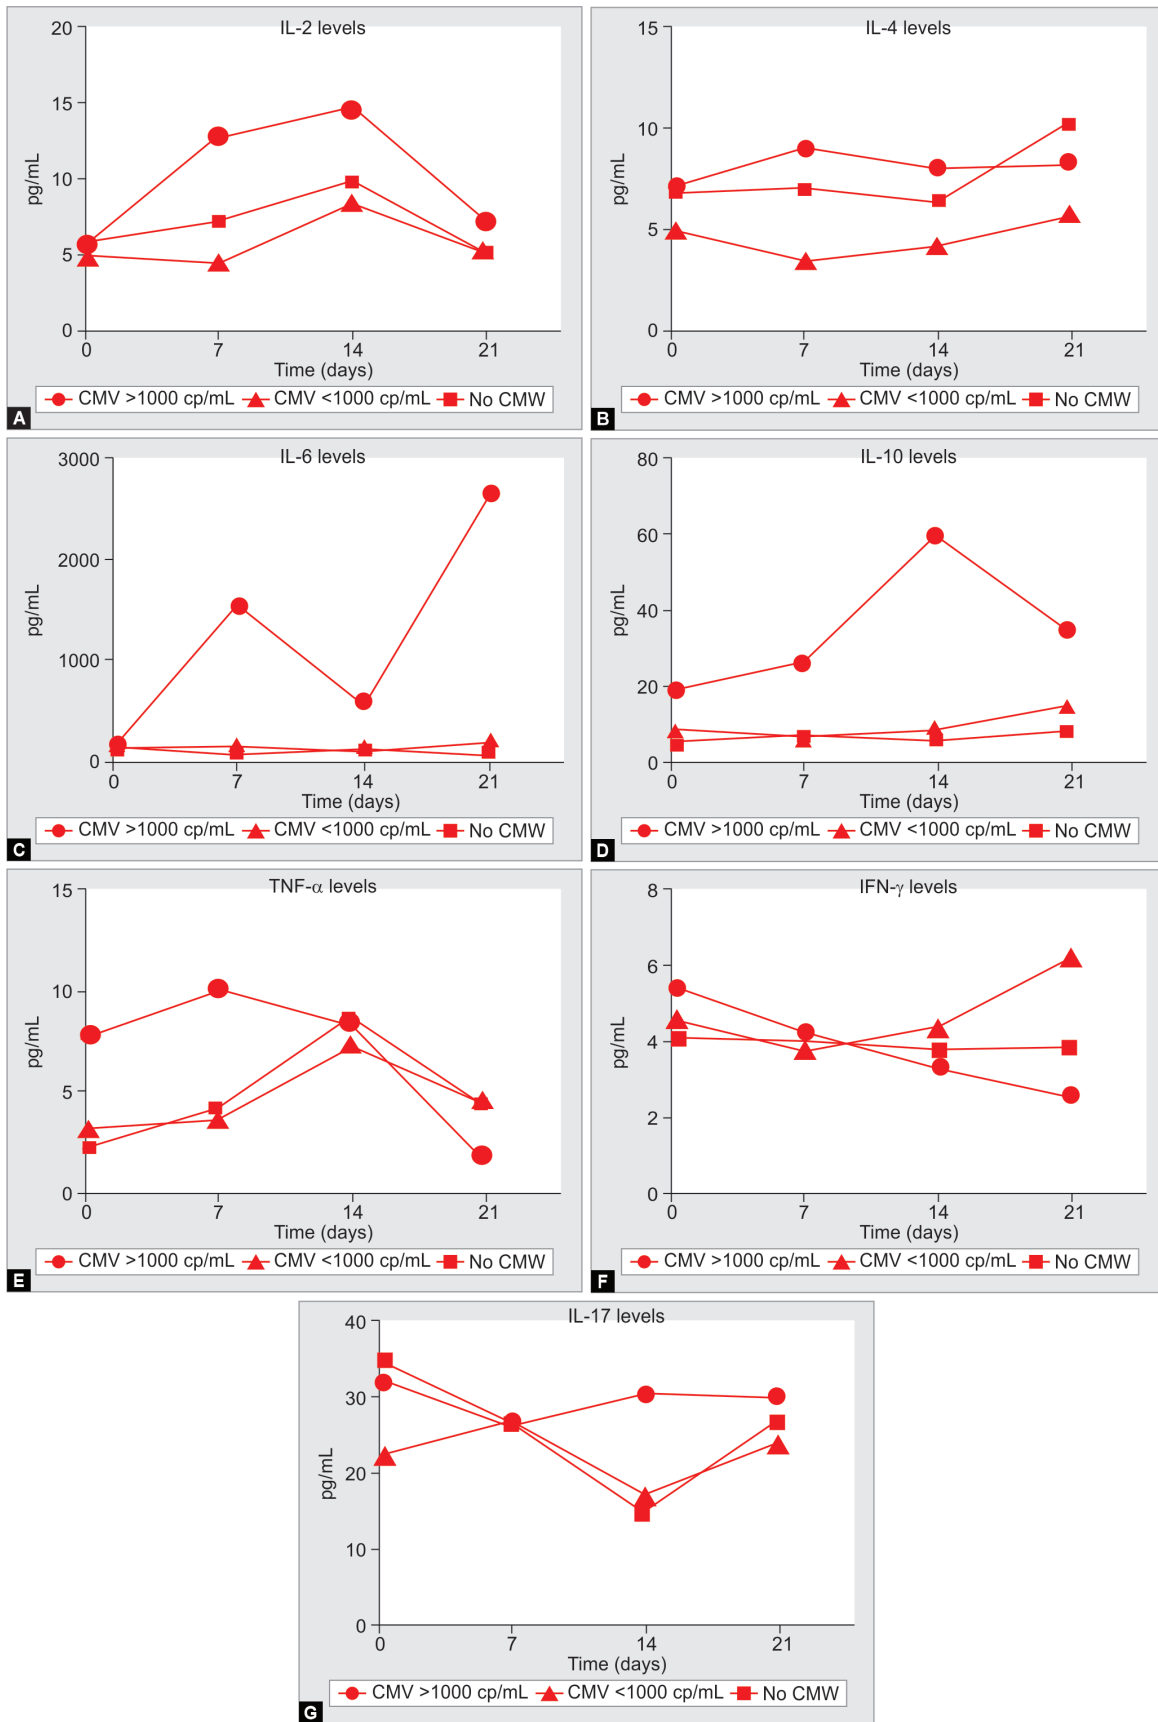 IL-2 levels
20
15
10
5
0
pg/mL
0 7 14 21
Time (days)
CMV >1000 cp/mL CMV <1000 cp/mL No CMW
A
IL-4 levels
15
10
5
0
pg/mL
0 7 14 21
Time (days)
CMV >1000 cp/mL CMV <1000 cp/mL No CMW
B
IL-6 levels
3000
2000
1000
0
pg/mL
0 7 14 21
Time (days)
CMV >1000 cp/mL CMV <1000 cp/mL No CMW
C
IL-10 levels
80
60
40
20
0
pg/mL
0 7 14 21
Time (days)
CMV >1000 cp/mL CMV <1000 cp/mL No CMW
D
TNF-α levels
15
10
5
0
pg/mL
0 7 14 21
Time (days)
CMV >1000 cp/mL CMV <1000 cp/mL No CMW
E
IFN-γ levels
8
6
4
2
0
pg/mL
0 7 14 21
Time (days)
CMV >1000 cp/mL CMV <1000 cp/mL No CMW
F
IL-17 levels
40
30
20
10
0
pg/mL
0 7 14 21
Time (days)
CMV >1000 cp/mL CMV <1000 cp/mL No CMW
G